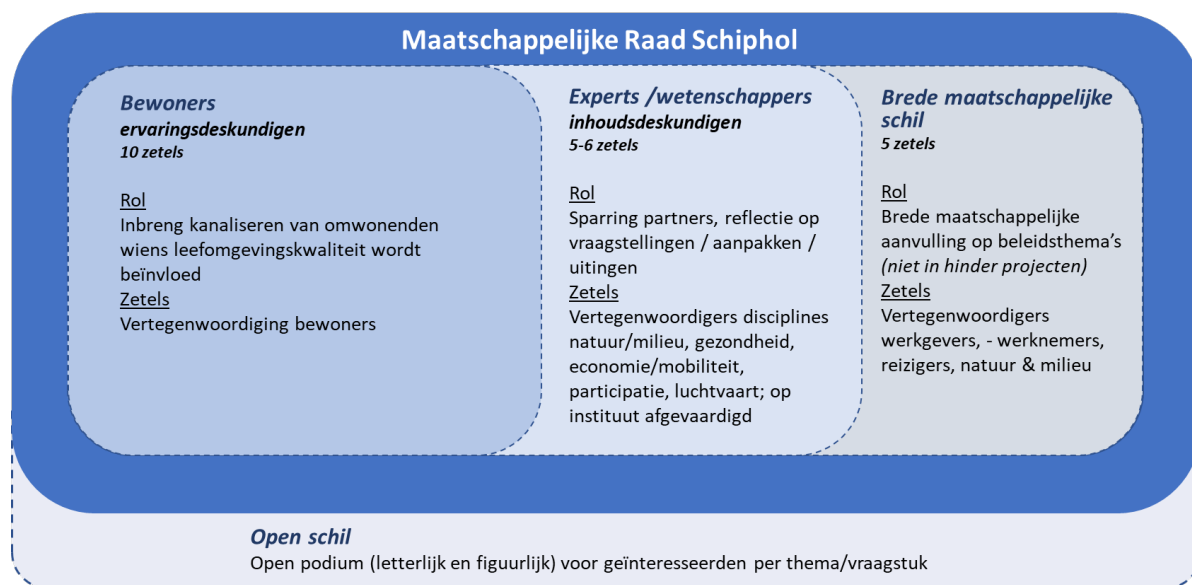 Maatschappelijke Raad Schiphol
Bewoners
ervaringsdeskundigen
10 zetels
Rol
Inbreng kanaliseren van omwonenden
wiens leefomgevingskwaliteit wordt
beïnvloed
Zetels
Vertegenwoordiging bewoners
Experts /wetenschappers
inhoudsdeskundigen
5-6 zetels
Rol
Sparring partners, reflectie op
vraagstellingen / aanpakken /
uitingen
Zetels
Vertegenwoordigers disciplines
natuur/milieu, gezondheid,
economie/mobiliteit,
participatie, luchtvaart; op
instituut afgevaardigd
Brede maatschappelijke
schil
5 zetels
Rol
Brede maatschappelijke
aanvulling op beleidsthema’s
(niet in hinder projecten)
Zetels
Vertegenwoordigers
werkgevers, - werknemers,
reizigers, natuur & milieu
Open schil
Open podium (letterlijk en figuurlijk) voor geïnteresseerden per thema/vraagstuk